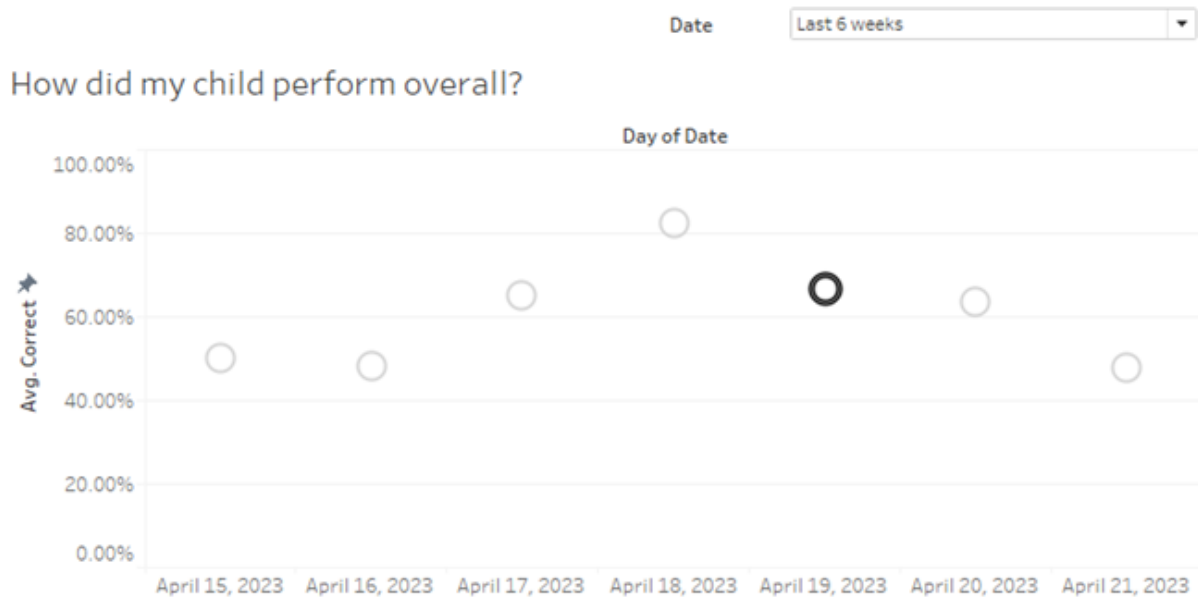 Date Last 6 weeks
How did my child perform overall?
Day of Date
100.00%
80.00%
60.00%
40.00%
20.00%
0.00%
Avg. Correct
April 15, 2023 April 16, 2023 April 17, 2023 April 18, 2023 April 19, 2023 April 20, 2023 April 21, 2023